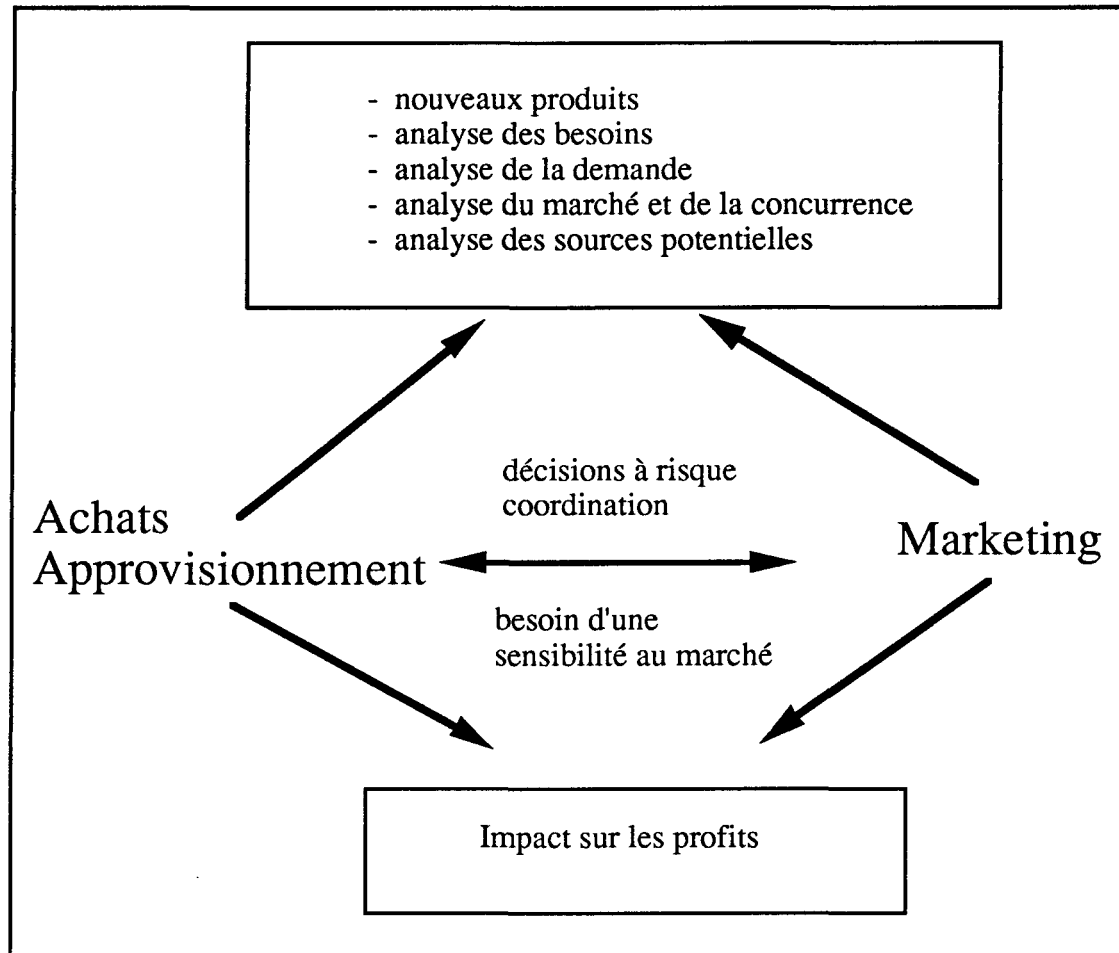 - nouveaux produits
- analyse des besoins
- analyse de la demande
- analyse du marché et de la concurrence
- analyse des sources potentielles
décisions à risque
coordination
Achats
Approvisionnement
Marketing
besoin d'une
sensibilité au marché
Impact sur les profits